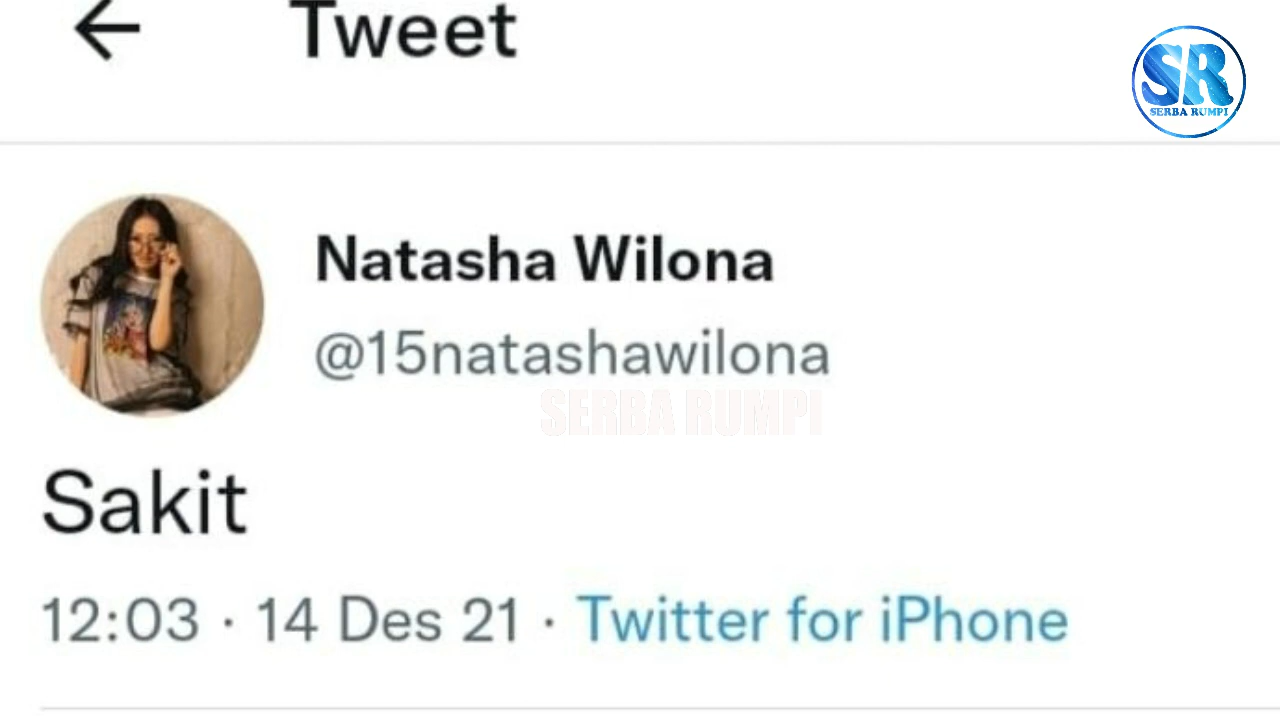 Tweet
SR
SERBA RUMPI
Natasha Wilona
@15natashawilona
SERBA RUMPI
Sakit
12:03 · 14 Des 21 · Twitter for iPhone